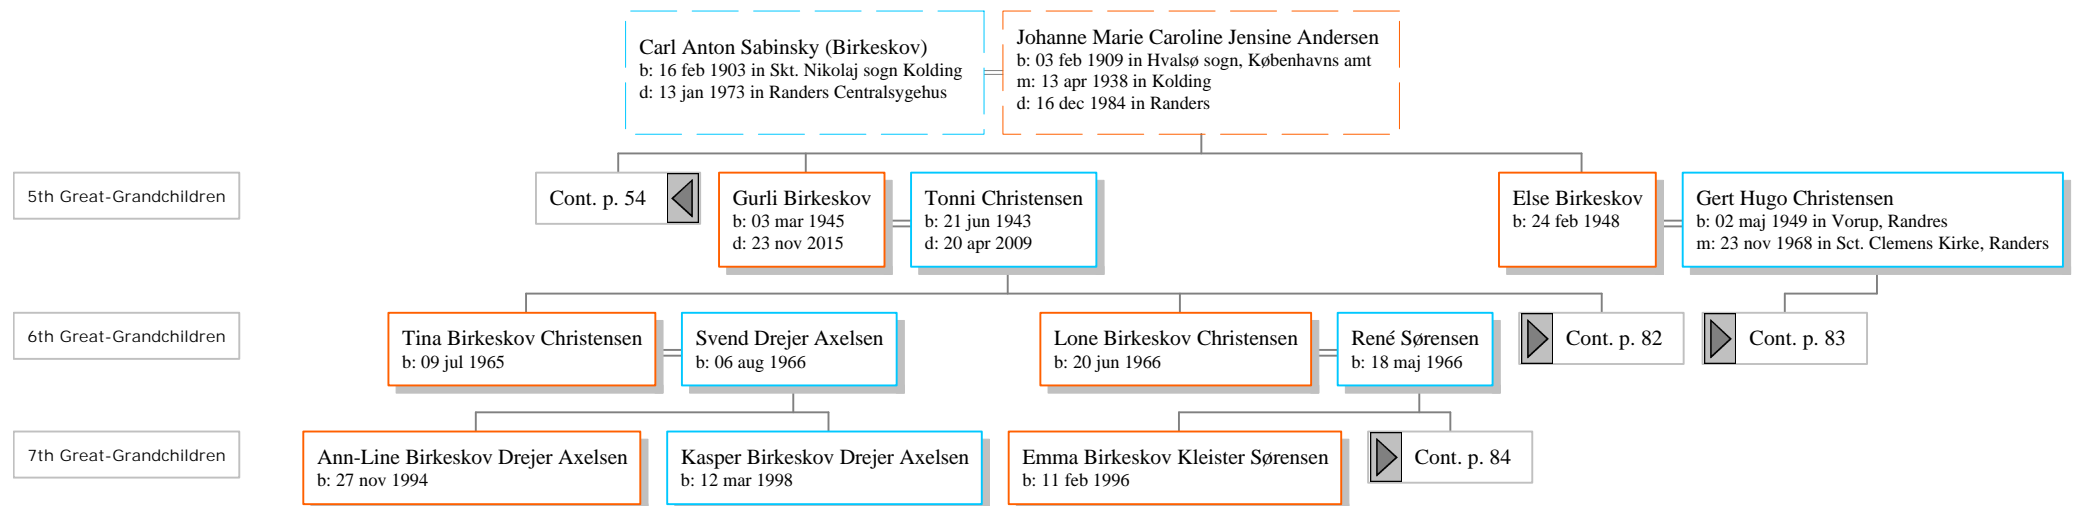 Carl Anton Sabinsky (Birkeskov)
b: 16 feb 1903 in Skt. Nikolaj sogn Kolding
d: 13 jan 1973 in Randers Centralsygehus
Johanne Marie Caroline Jensine Andersen
b: 03 feb 1909 in Hvalsø sogn, Københavns amt
m: 13 apr 1938 in Kolding
d: 16 dec 1984 in Randers
5th Great-Grandchildren
Cont. p. 54
Gurli Birkeskov
b: 03 mar 1945
d: 23 nov 2015
Tonni Christensen
b: 21 jun 1943
d: 20 apr 2009
Else Birkeskov
b: 24 feb 1948
Gert Hugo Christensen
b: 02 maj 1949 in Vorup, Randres
m: 23 nov 1968 in Sct. Clemens Kirke, Randers
6th Great-Grandchildren
Tina Birkeskov Christensen
b: 09 jul 1965
Svend Drejer Axelsen
b: 06 aug 1966
Lone Birkeskov Christensen
b: 20 jun 1966
René Sørensen
b: 18 maj 1966
Cont. p. 82
Cont. p. 83
7th Great-Grandchildren
Ann-Line Birkeskov Drejer Axelsen
b: 27 nov 1994
Kasper Birkeskov Drejer Axelsen
b: 12 mar 1998
Emma Birkeskov Kleister Sørensen
b: 11 feb 1996
Cont. p. 84